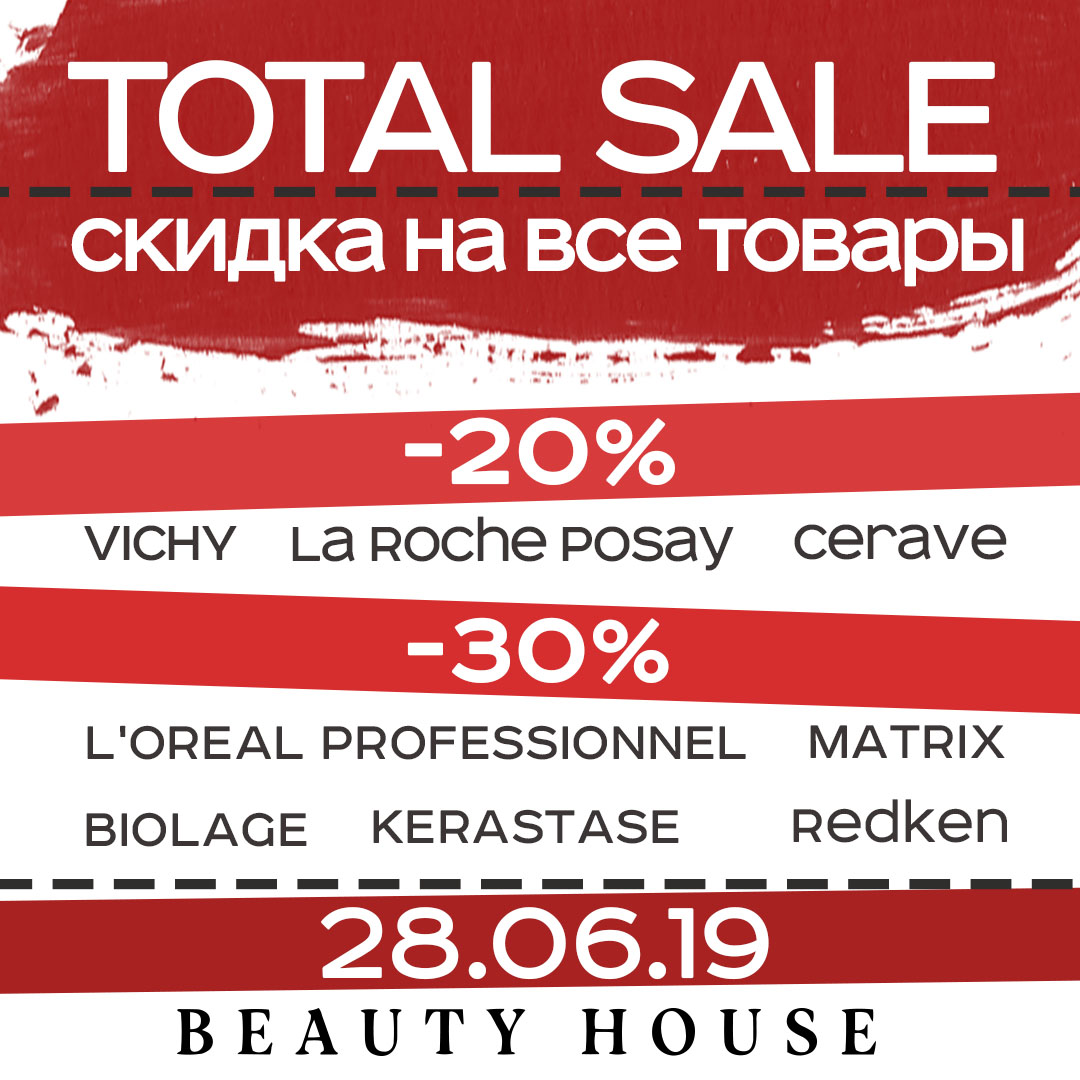 TOTAL SALE
скидка на все товары
-20%
VICHY La Roche Posay cerave
-30%
L'OREAL PROFESSIONNEL MATRIX
BIOLAGE KERASTASE Redken
28.06.19
BEAUTY HOUSE